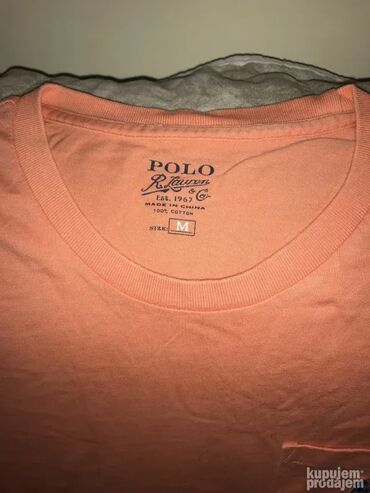 POLO
R. Lauren
& Co
EST. 1967
MADE IN CHINA
100% COTTON
SIZE: M
kupujem
prodajem